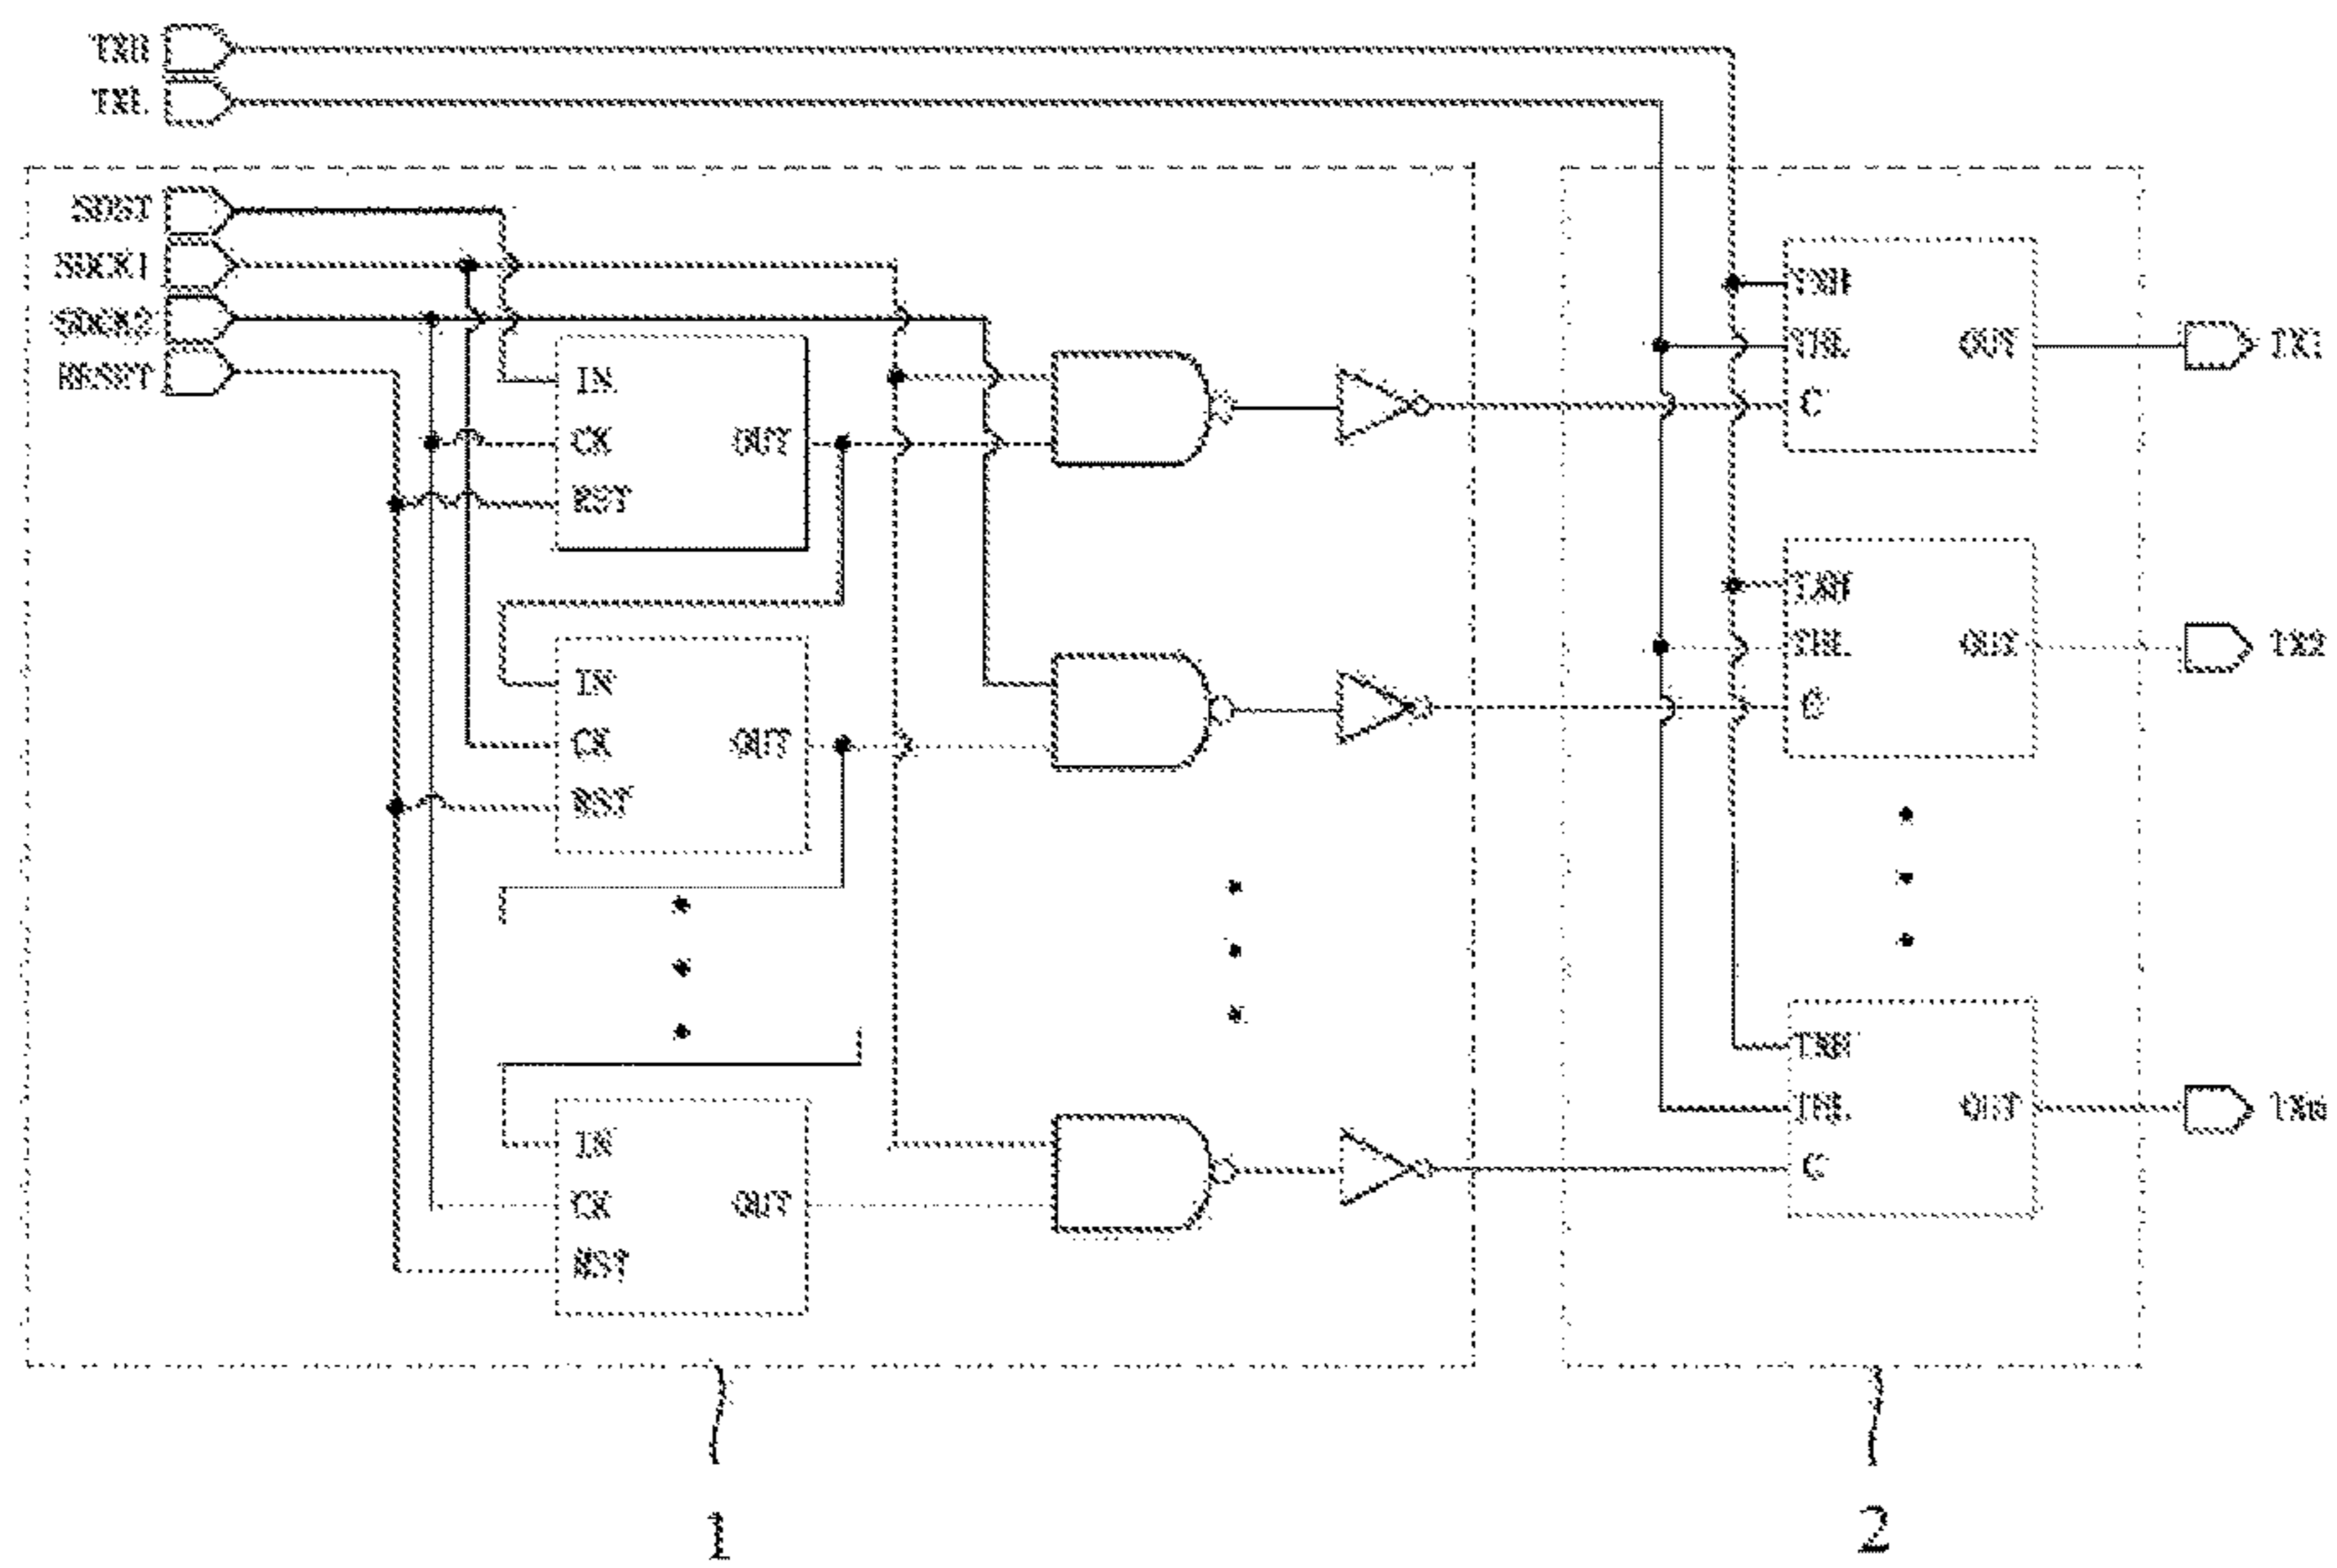 TXH
TXL
SDST
SDCK1
SDCK2
RESET
IN
CK
RST
OUT
IN
CK
RST
OUT
IN
CK
RST
OUT
TXH
TXL
C
OUT
TXH
TXL
C
OUT
TXH
TXL
C
OUT
TX1
TX2
1
2